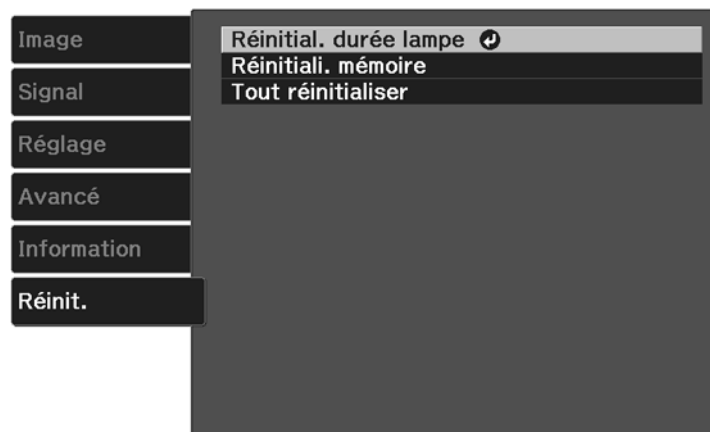 Image
Signal
Réglage
Avancé
Information
Réinit.
Réinitial. durée lampe
Réinitiali. mémoire
Tout réinitialiser